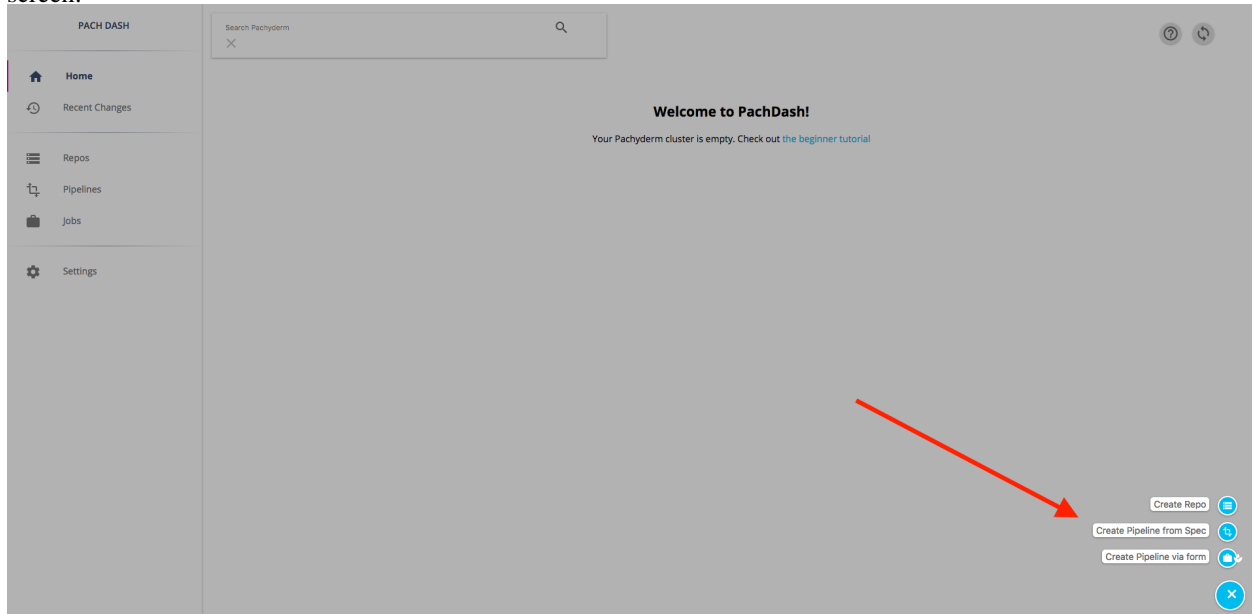 screen.
PACH DASH
Search Pachyderm
Home
Recent Changes
Repos
Pipelines
Jobs
Settings
Welcome to PachDash!
Your Pachyderm cluster is empty. Check out the beginner tutorial
Create Repo
Create Pipeline from Spec
Create Pipeline via form